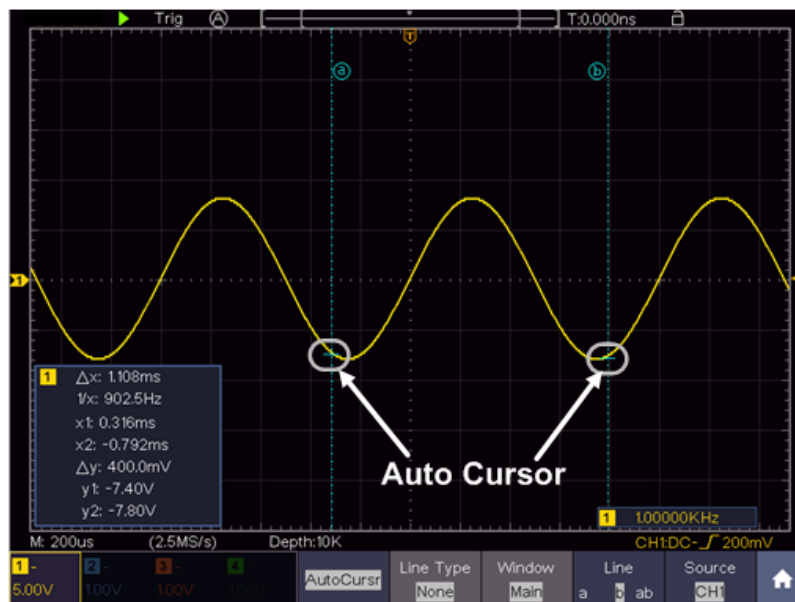 Trig A T T:0.000ns
a b
1
1
Δx: 1.108ms
1/x: 902.5Hz
x1: 0.316ms
x2: -0.792ms
Δy: 400.0mV
y1: -7.40V
y2: -7.80V
Auto Cursor
1 1.00000KHz
M: 200us (2.5MS/s) Depth:10K CH1:DC- 200mV
1- 2- 3- 4-
5.00V 1.00V 1.00V 1.00V
AutoCursr
Line Type
None
Window
Main
Line
a b ab
Source
CH1